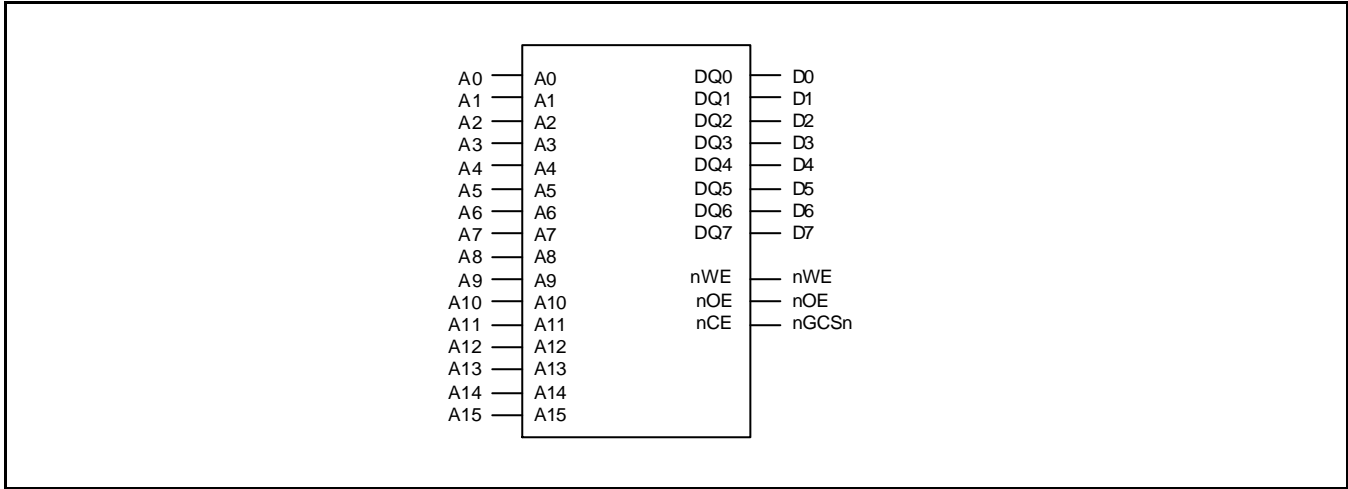 A0 A0 DQ0 D0
A1 A1 DQ1 D1
A2 A2 DQ2 D2
A3 A3 DQ3 D3
A4 A4 DQ4 D4
A5 A5 DQ5 D5
A6 A6 DQ6 D6
A7 A7 DQ7 D7
A8 A8
A9 A9 nWE nWE
A10 A10 nOE nOE
A11 A11 nCE nGCSn
A12 A12
A13 A13
A14 A14
A15 A15